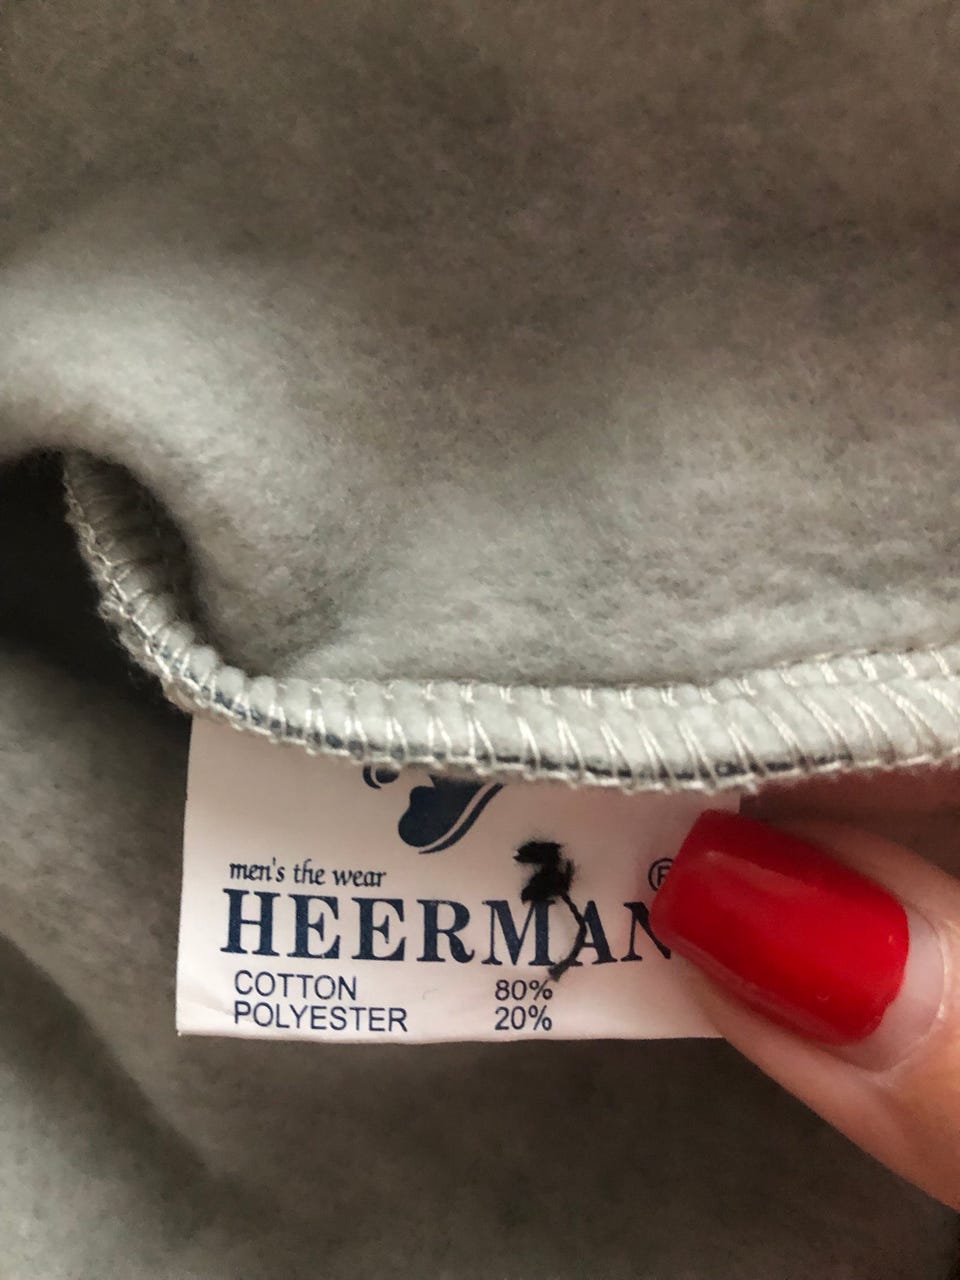 men's the wear
HEERMAN
COTTON 80%
POLYESTER 20%